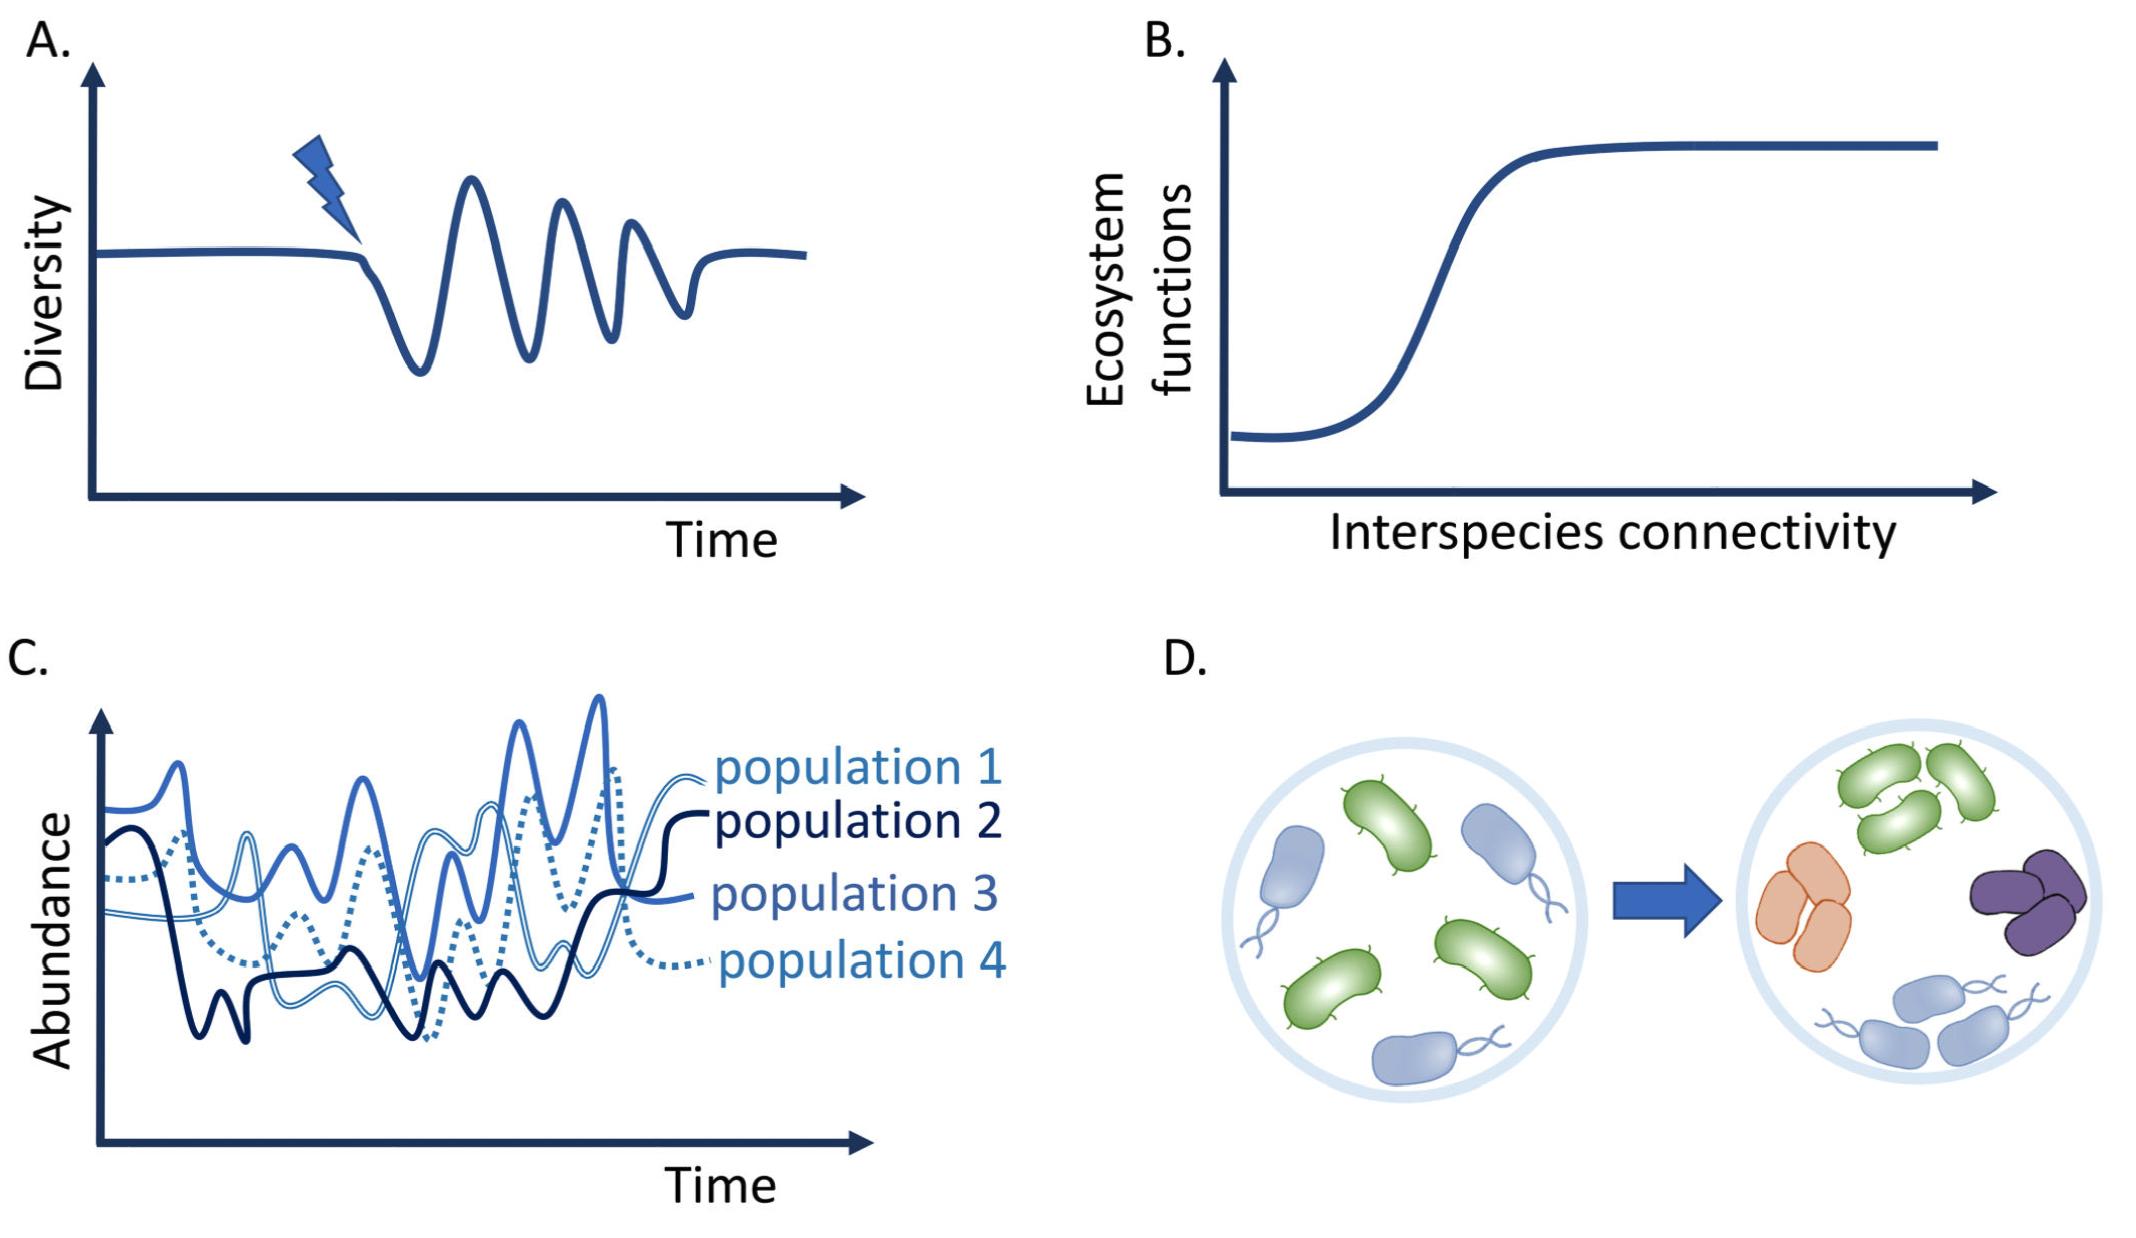 A.
Diversity
Time
B.
Ecosystem
functions
Interspecies connectivity
C.
Abundance
population 1
population 2
population 3
population 4
Time
D.